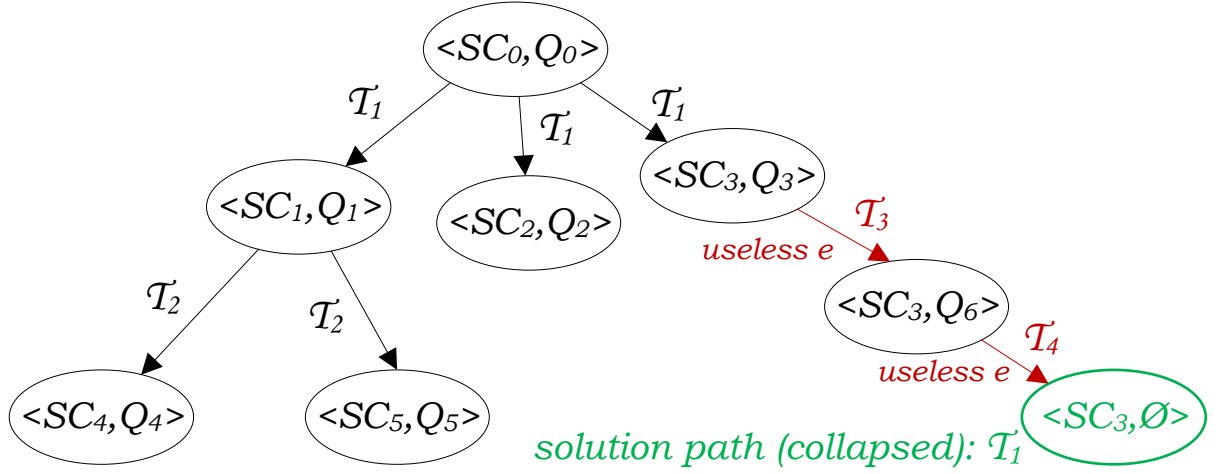 <SC₀,Q₀>
𝒯₁
𝒯₁
𝒯₁
<SC₁,Q₁>
<SC₂,Q₂>
<SC₃,Q₃>
𝒯₃
useless e
𝒯₂
𝒯₂
<SC₃,Q₆>
𝒯₄
useless e
<SC₄,Q₄>
<SC₅,Q₅>
<SC₃,Ø>
solution path (collapsed): 𝒯₁